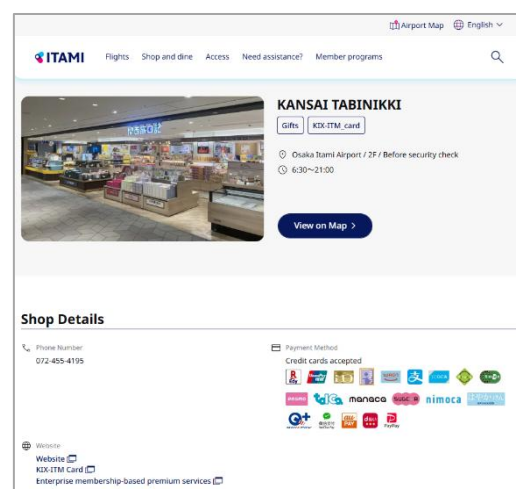 Airport Map English
ITAMI Flights Shop and dine Access Need assistance? Member programs
KANSAI TABINIKKI
Gifts KIX-ITM_card
Osaka Itami Airport / 2F / Before security check
6:30~21:00
View on Map >
Shop Details
Phone Number
072-455-4195
Payment Method
Credit cards accepted
manaca nimoca
PayPay
Website
Website
KIX-ITM Card
Enterprise membership-based premium services